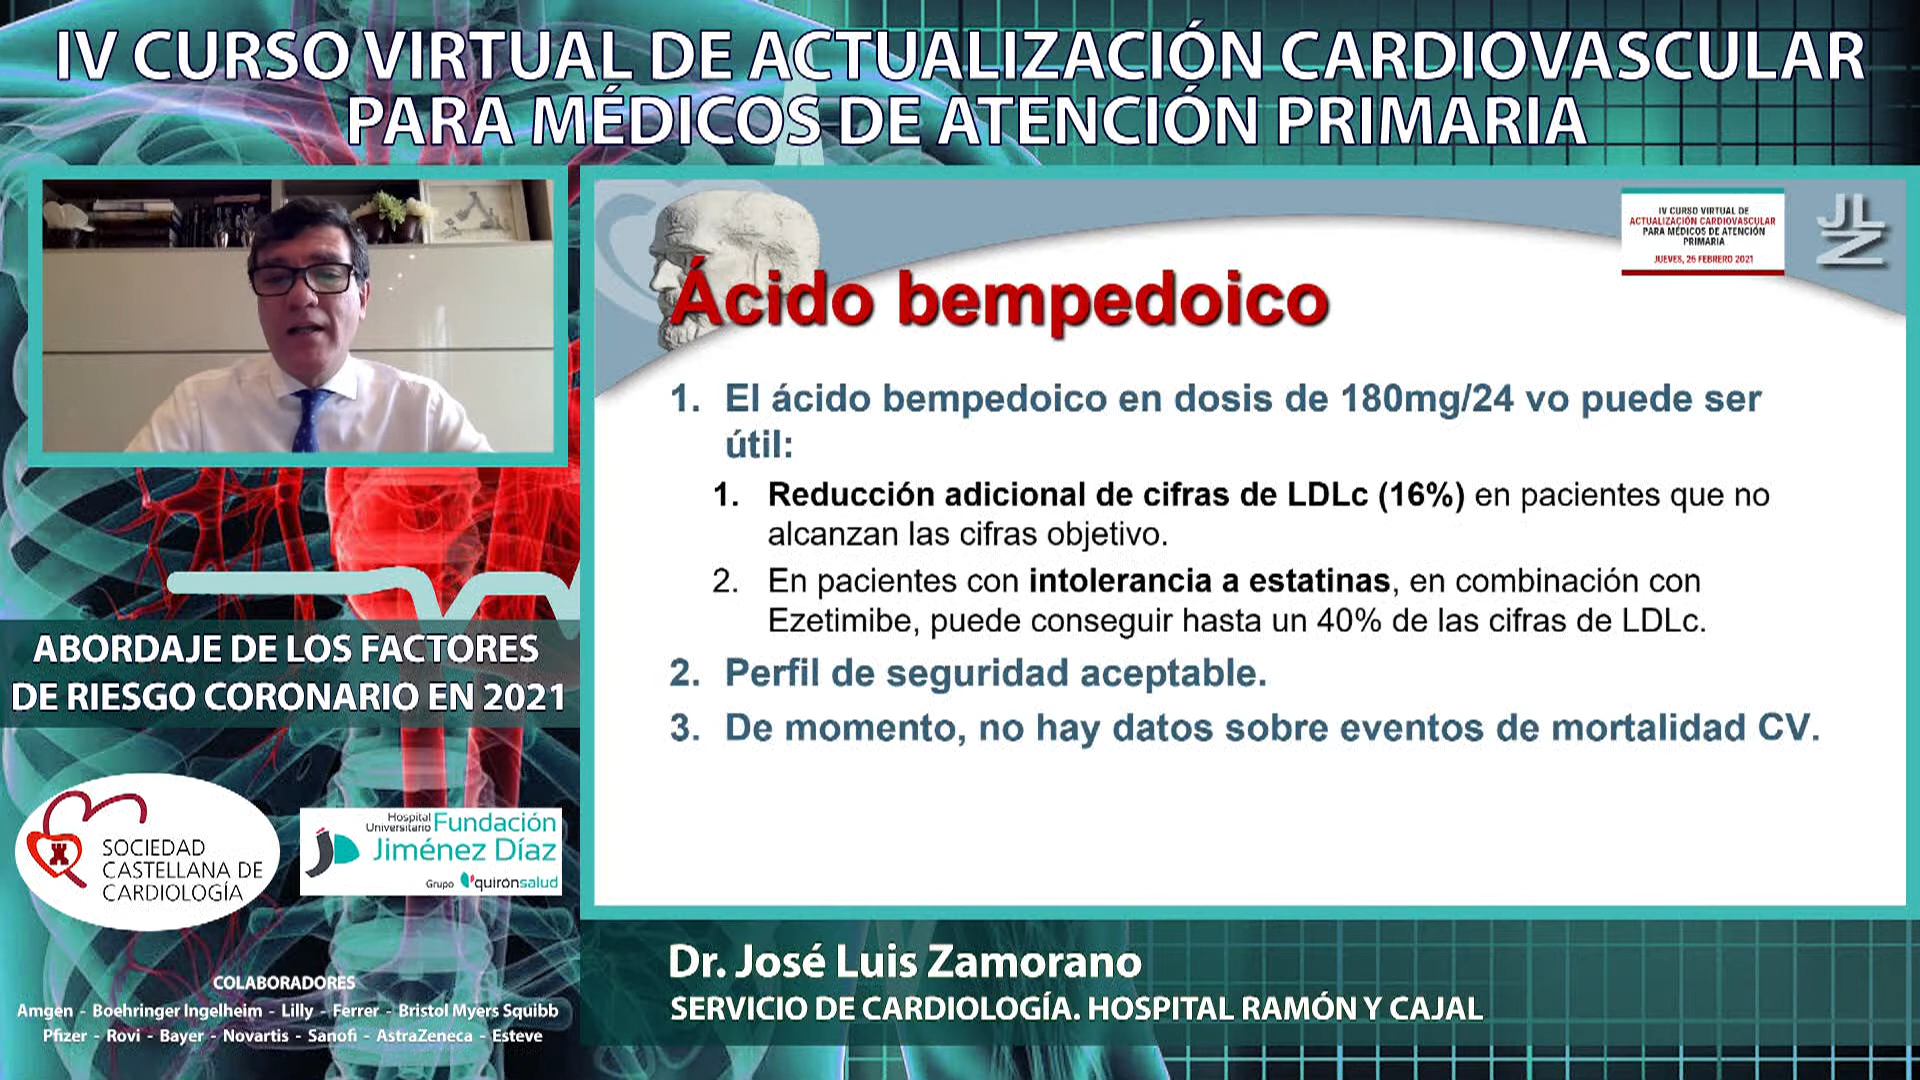 IV CURSO VIRTUAL DE ACTUALIZACIÓN CARDIOVASCULAR
PARA MÉDICOS DE ATENCIÓN PRIMARIA
IV CURSO VIRTUAL DE
ACTUALIZACIÓN CARDIOVASCULAR
PARA MÉDICOS DE ATENCIÓN
PRIMARIA
JUEVES, 26 FEBRERO 2021
JLZ
Ácido bempedoico
1. El ácido bempedoico en dosis de 180mg/24 vo puede ser
útil:
1. Reducción adicional de cifras de LDLc (16%) en pacientes que no
alcanzan las cifras objetivo.
2. En pacientes con intolerancia a estatinas, en combinación con
Ezetimibe, puede conseguir hasta un 40% de las cifras de LDLc.
2. Perfil de seguridad aceptable.
3. De momento, no hay datos sobre eventos de mortalidad CV.
ABORDAJE DE LOS FACTORES
DE RIESGO CORONARIO EN 2021
SOCIEDAD
CASTELLANA DE
CARDIOLOGÍA
Hospital
Universitario Fundación
Jiménez Díaz
Grupo quirónsalud
COLABORADORES
Amgen - Boehringer Ingelheim - Lilly - Ferrer - Bristol Myers Squibb
Pfizer - Rovi - Bayer - Novartis - Sanofi - AstraZeneca - Esteve
Dr. José Luis Zamorano
SERVICIO DE CARDIOLOGÍA. HOSPITAL RAMÓN Y CAJAL